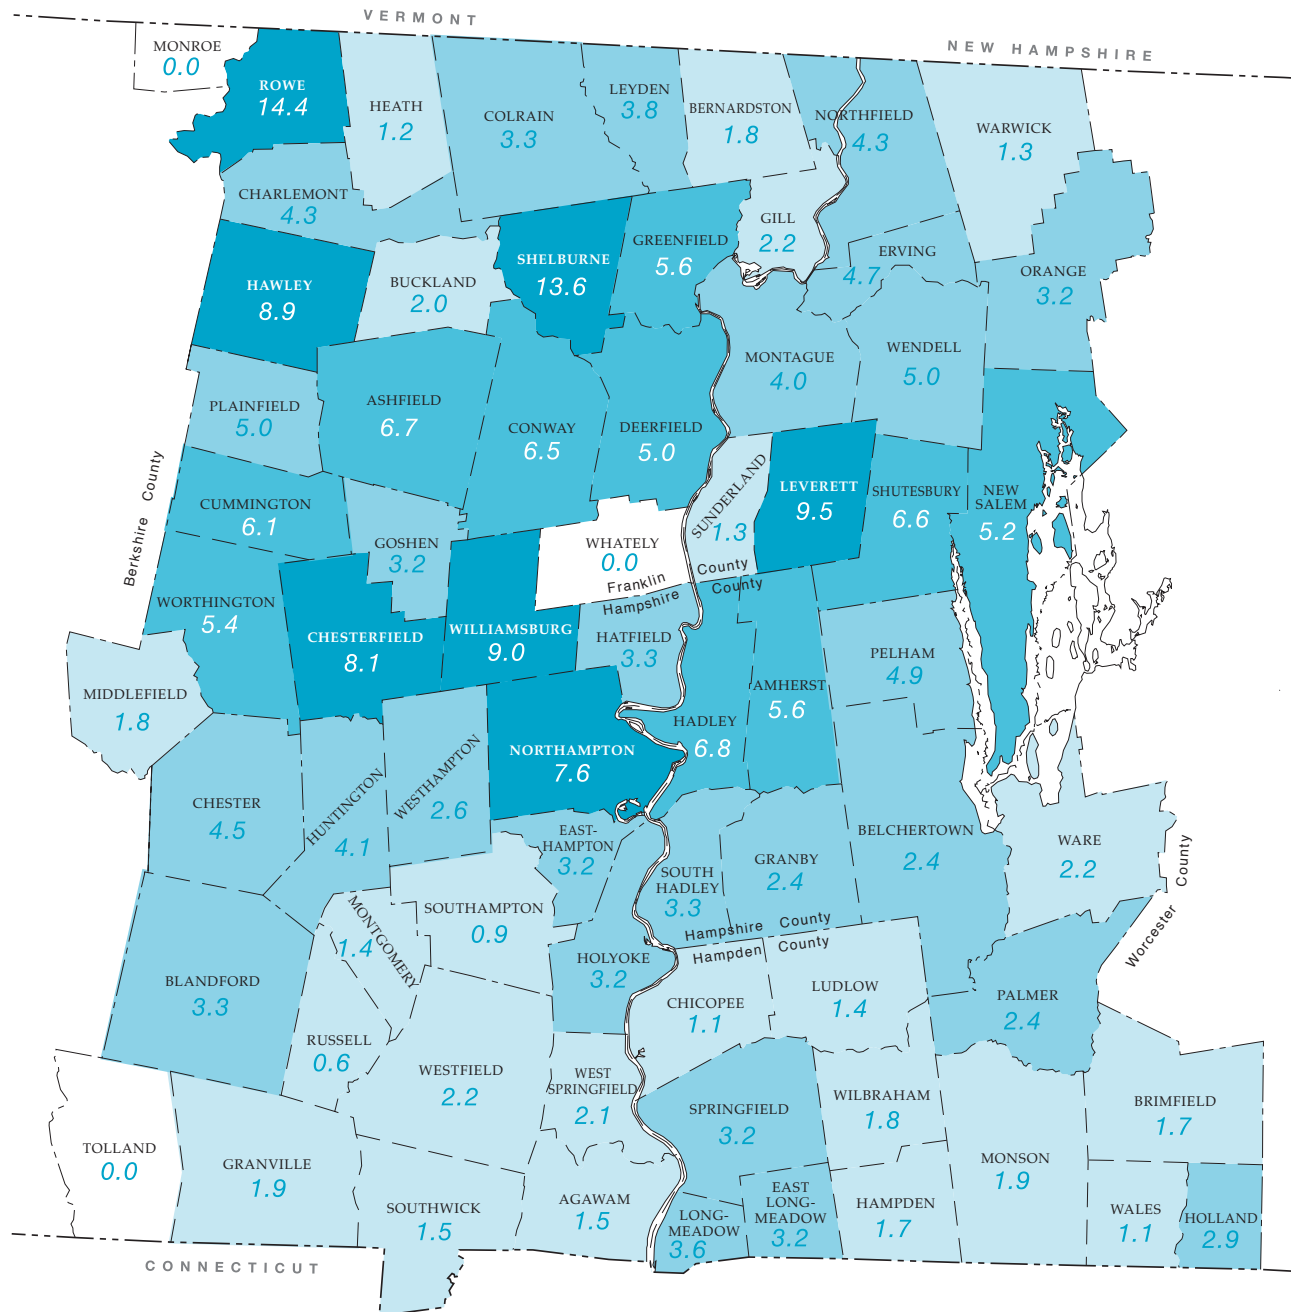 VERMONT
NEW HAMPSHIRE
MONROE
0.0
ROWE
14.4
HEATH
1.2
COLRAIN
3.3
LEYDEN
3.8
BERNARDSTON
1.8
NORTHFIELD
4.3
WARWICK
1.3
CHARLEMONT
4.3
GILL
2.2
GREENFIELD
5.6
ERVING
4.7
ORANGE
3.2
HAWLEY
8.9
BUCKLAND
2.0
SHELBURNE
13.6
MONTAGUE
4.0
WENDELL
5.0
PLAINFIELD
5.0
ASHFIELD
6.7
CONWAY
6.5
DEERFIELD
5.0
SUNDERLAND
1.3
LEVERETT
9.5
SHUTESBURY
6.6
NEW
SALEM
5.2
Berkshire County
CUMMINGTON
6.1
GOSHEN
3.2
WHATELY
0.0
Franklin County
Hampshire County
WORTHINGTON
5.4
CHESTERFIELD
8.1
WILLIAMSBURG
9.0
HATFIELD
3.3
PELHAM
4.9
MIDDLEFIELD
1.8
AMHERST
5.6
HADLEY
6.8
NORTHAMPTON
7.6
CHESTER
4.5
HUNTINGTON
4.1
WESTHAMPTON
2.6
EAST-
HAMPTON
3.2
SOUTH
HADLEY
3.3
GRANBY
2.4
BELCHERTOWN
2.4
WARE
2.2
Worcester County
MONTGOMERY
1.4
SOUTHAMPTON
0.9
Hampshire County
Hampden County
BLANDFORD
3.3
HOLYOKE
3.2
CHICOPEE
1.1
LUDLOW
1.4
PALMER
2.4
RUSSELL
0.6
WESTFIELD
2.2
WEST
SPRINGFIELD
2.1
SPRINGFIELD
3.2
WILBRAHAM
1.8
BRIMFIELD
1.7
TOLLAND
0.0
GRANVILLE
1.9
MONSON
1.9
SOUTHWICK
1.5
AGAWAM
1.5
LONG-
MEADOW
3.6
EAST
LONG-
MEADOW
3.2
HAMPDEN
1.7
WALES
1.1
HOLLAND
2.9
CONNECTICUT